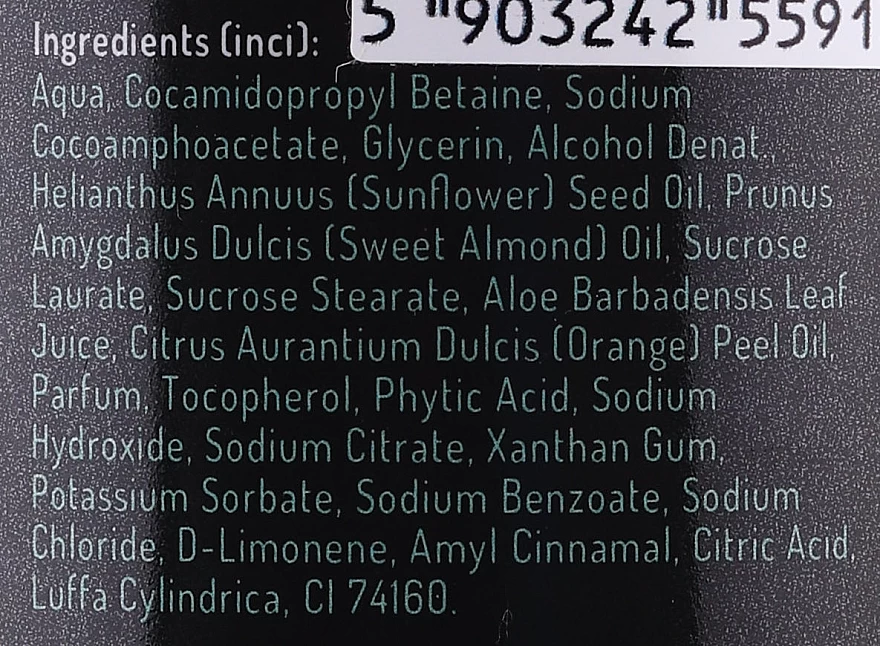 5 903242 5591
Ingredients (inci):
Aqua, Cocamidopropyl Betaine, Sodium
Cocoamphoacetate, Glycerin, Alcohol Denat.,
Helianthus Annuus (Sunflower) Seed Oil, Prunus
Amygdalus Dulcis (Sweet Almond) Oil, Sucrose
Laurate, Sucrose Stearate, Aloe Barbadensis Leaf
Juice, Citrus Aurantium Dulcis (Orange) Peel Oil,
Parfum, Tocopherol, Phytic Acid, Sodium
Hydroxide, Sodium Citrate, Xanthan Gum,
Potassium Sorbate, Sodium Benzoate, Sodium
Chloride, D-Limonene, Amyl Cinnamal, Citric Acid,
Luffa Cylindrica, CI 74160.